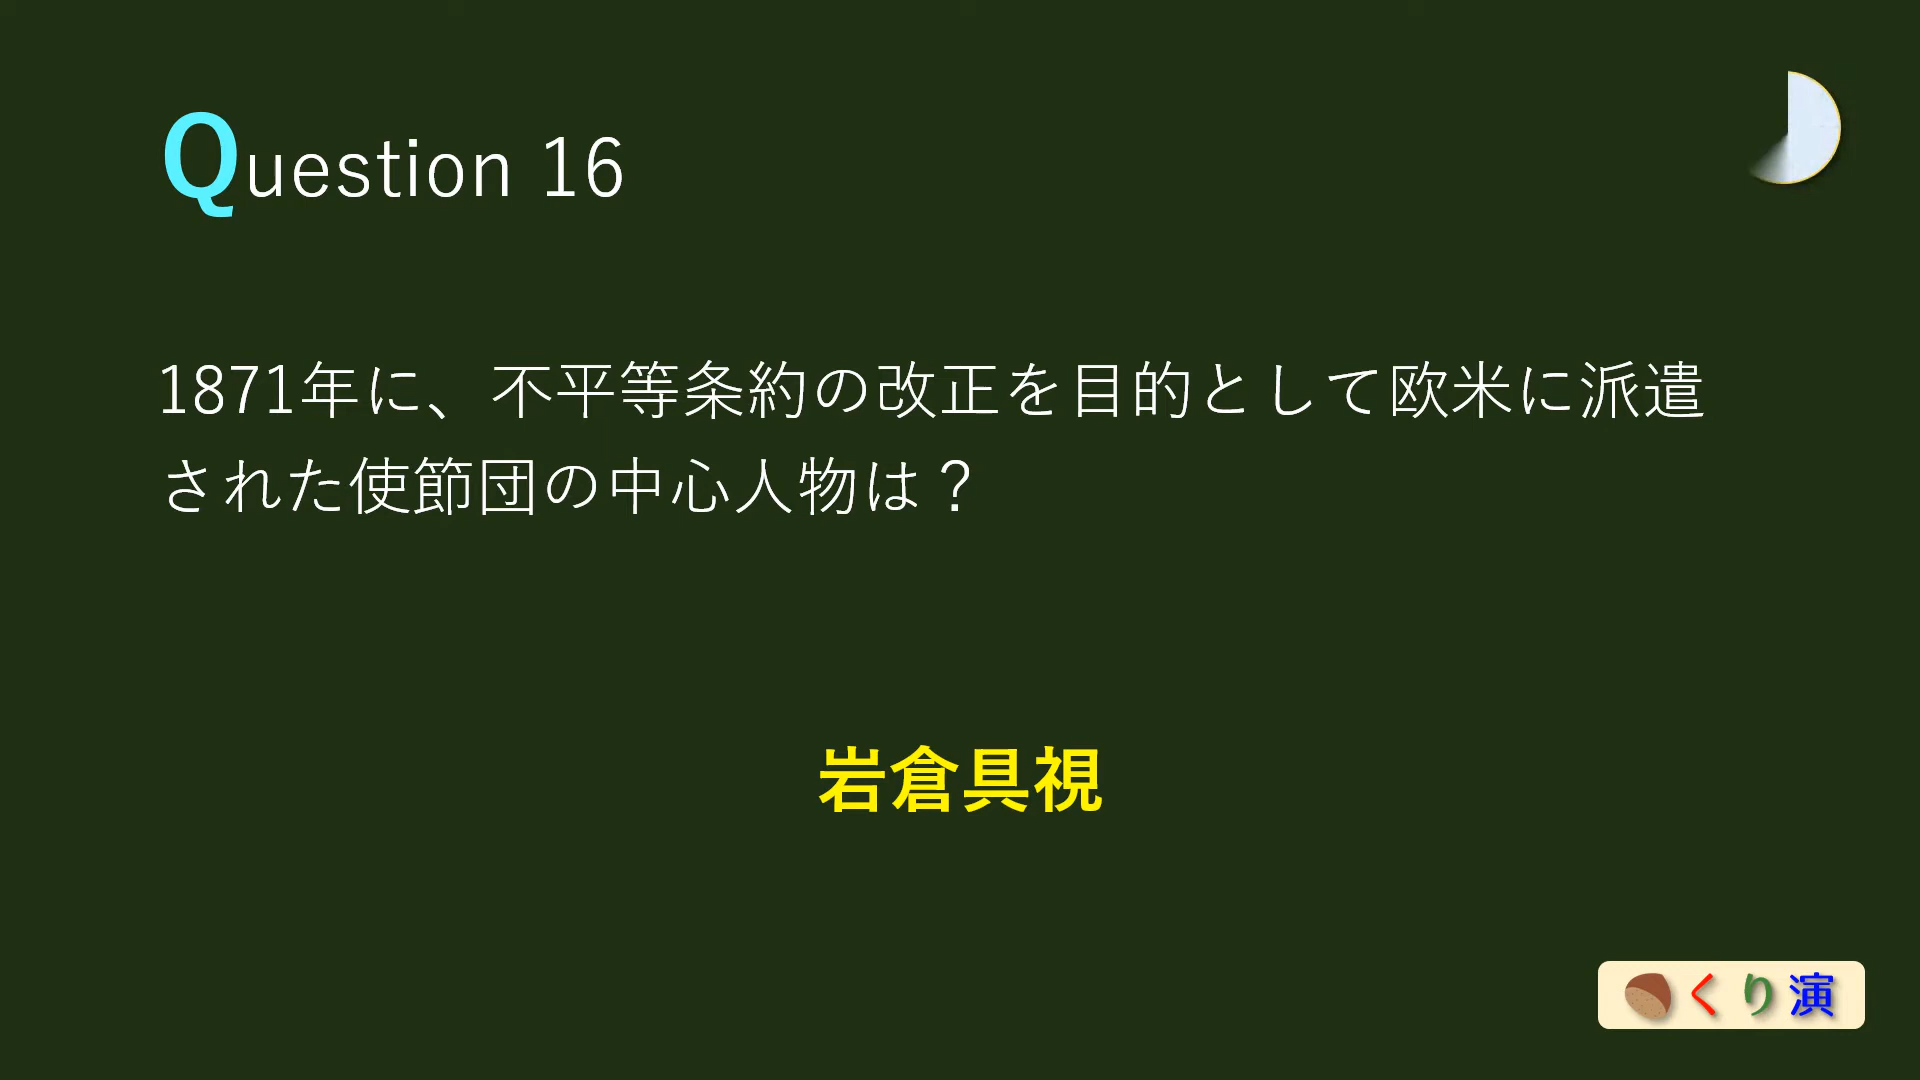 Question 16
1871年に、不平等条約の改正を目的として欧米に派遣
された使節団の中心人物は？
岩倉具視
くり演